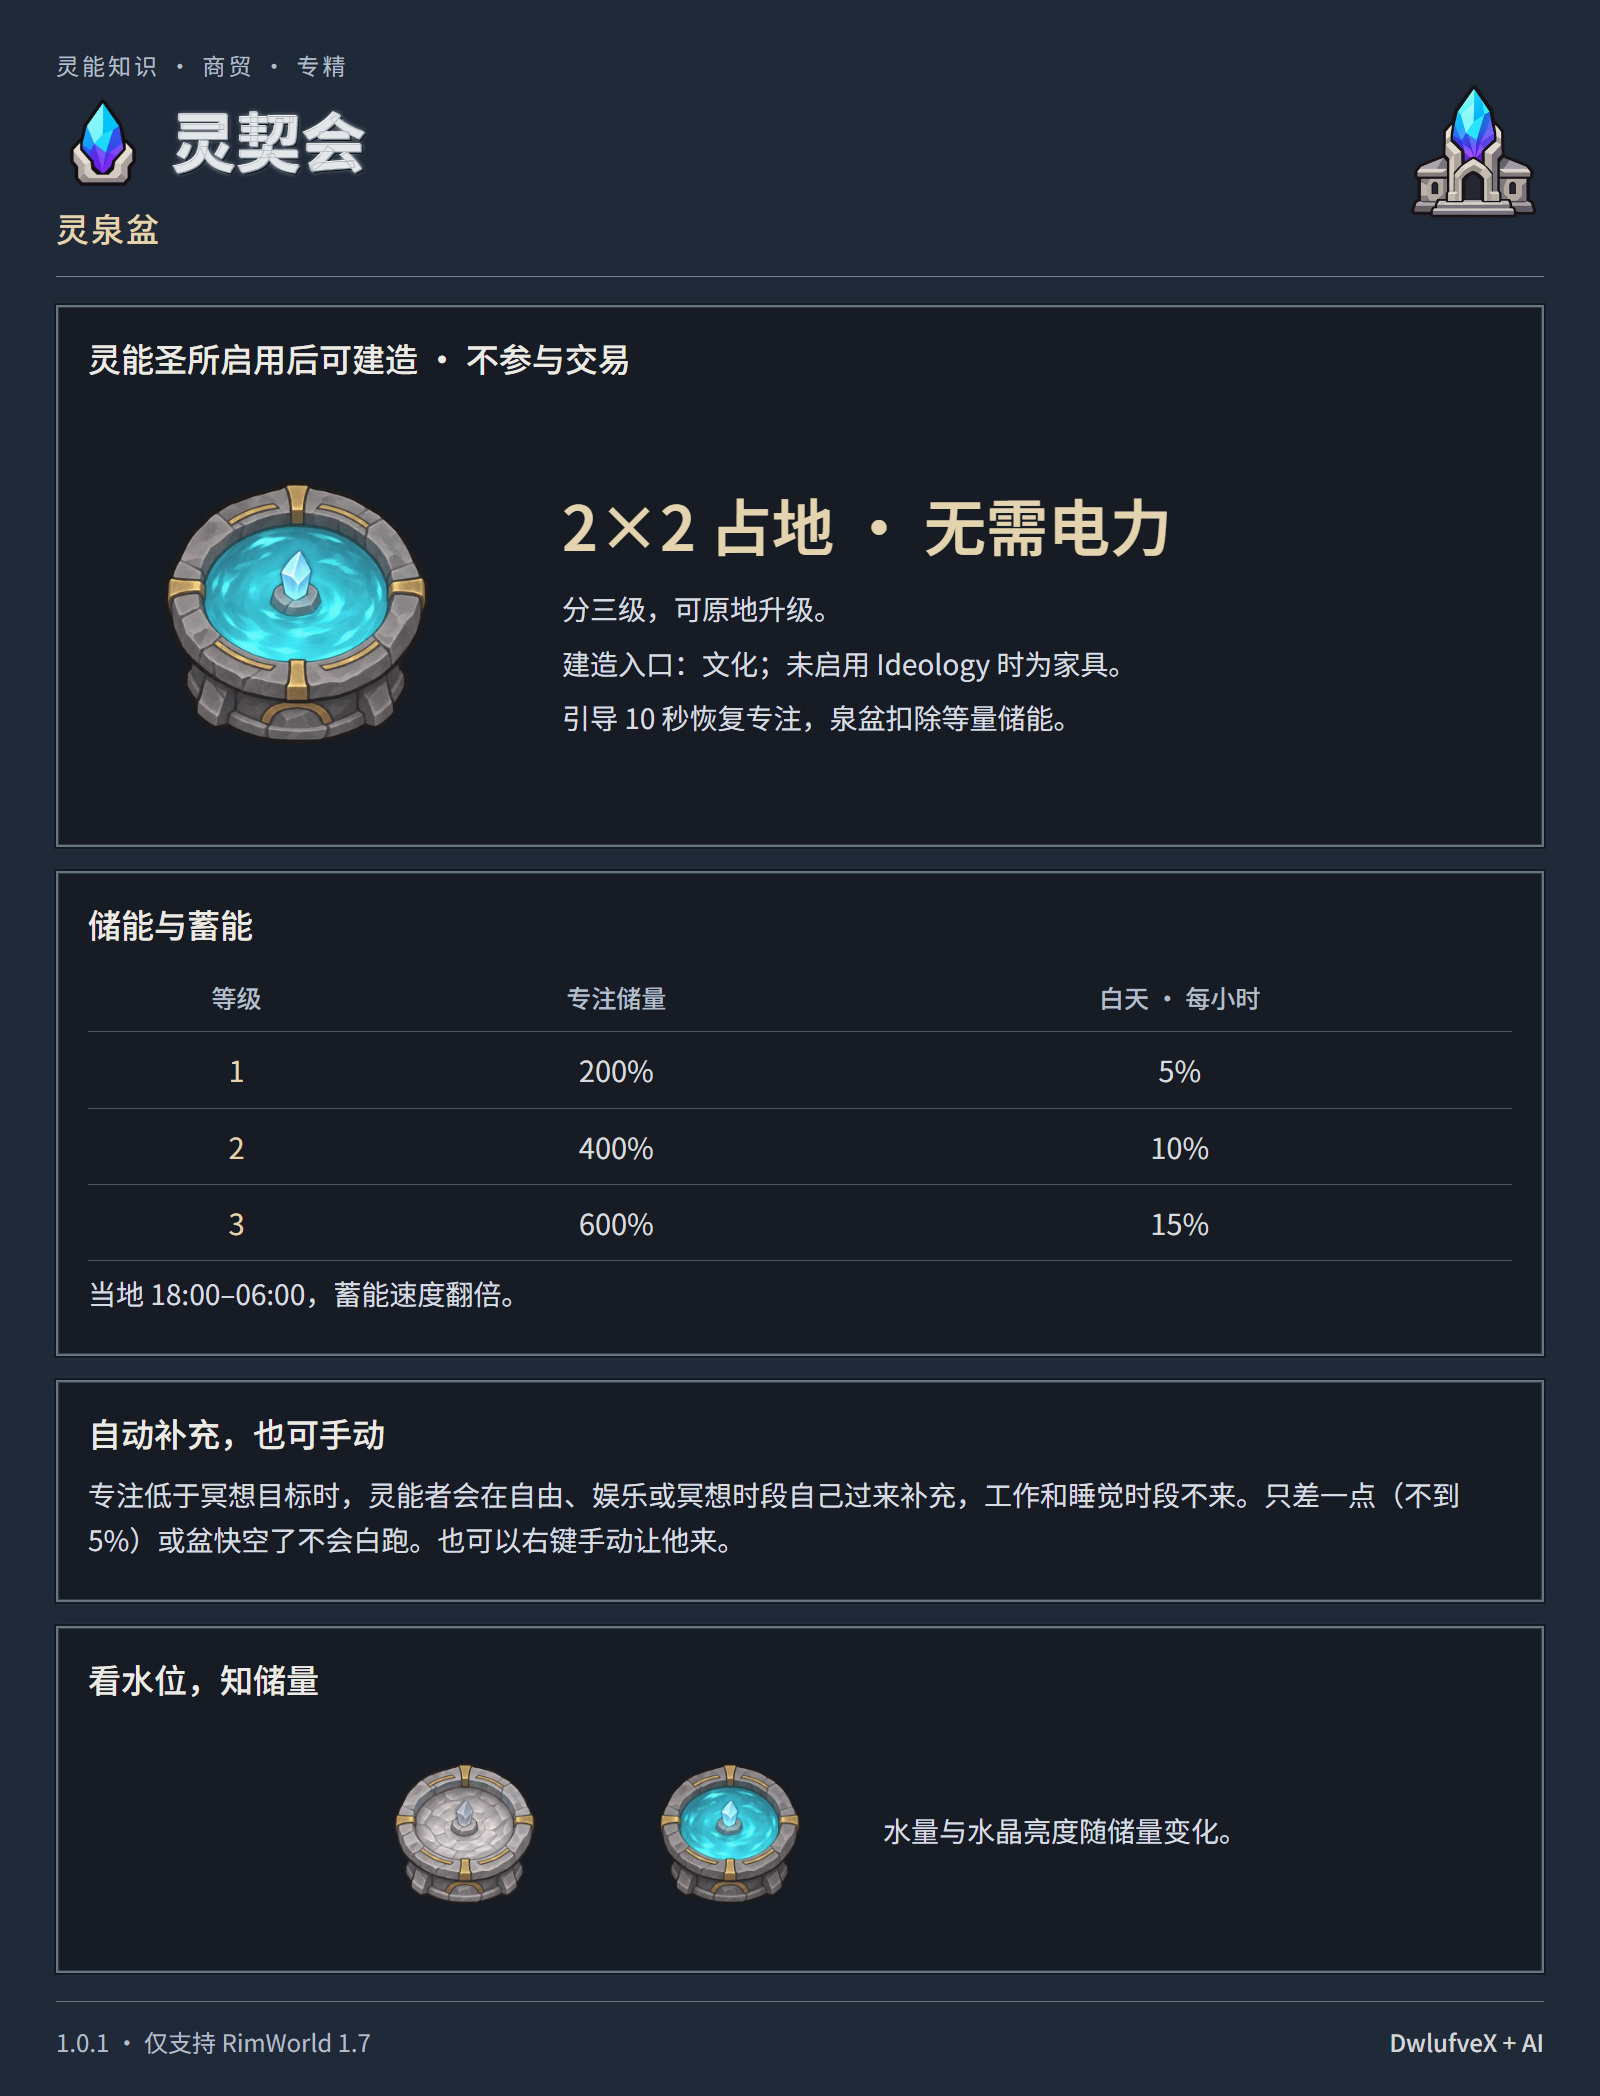 灵能知识 · 商贸 · 专精
灵契会
灵泉盆
灵能圣所启用后可建造 · 不参与交易
2×2 占地 · 无需电力
分三级，可原地升级。
建造入口：文化；未启用 Ideology 时为家具。
引导 10 秒恢复专注，泉盆扣除等量储能。
储能与蓄能
等级 专注储量 白天 · 每小时
1 200% 5%
2 400% 10%
3 600% 15%
当地 18:00–06:00，蓄能速度翻倍。
自动补充，也可手动
专注低于冥想目标时，灵能者会在自由、娱乐或冥想时段自己过来补充，工作和睡觉时段不来。只差一点（不到
5%）或盆快空了不会白跑。也可以右键手动让他来。
看水位，知储量
水量与水晶亮度随储量变化。
1.0.1 · 仅支持 RimWorld 1.7
DwlufveX + AI